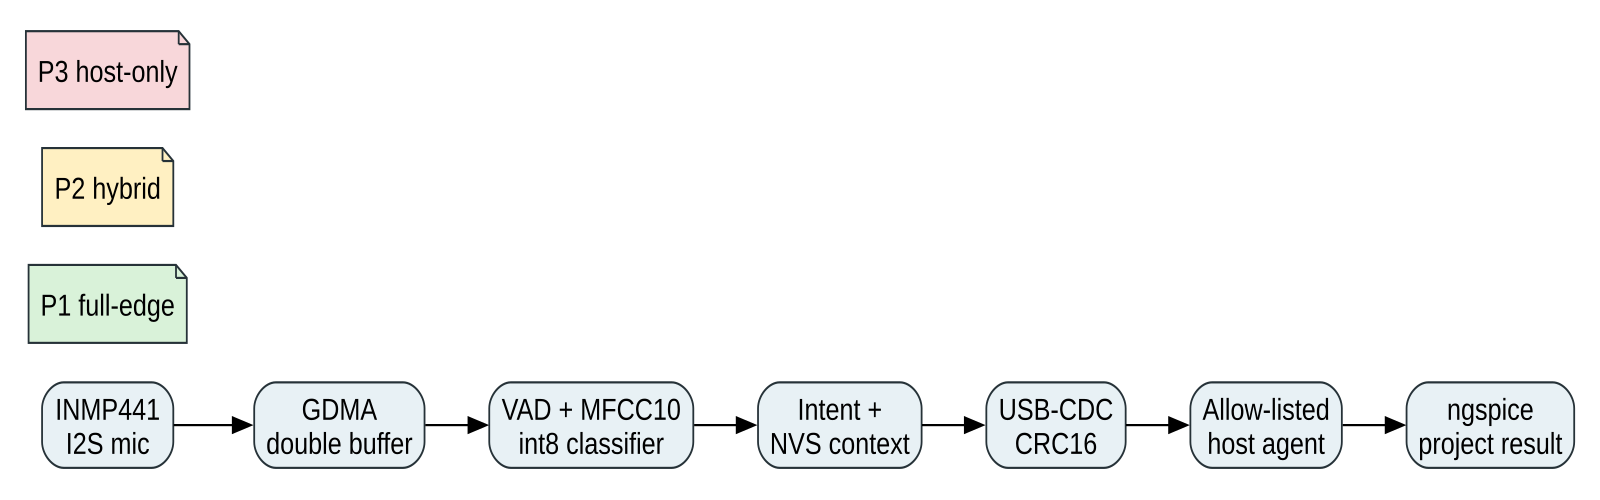 P3 host-only
P2 hybrid
P1 full-edge
INMP441
I2S mic
GDMA
double buffer
VAD + MFCC10
int8 classifier
Intent +
NVS context
USB-CDC
CRC16
Allow-listed
host agent
ngspice
project result